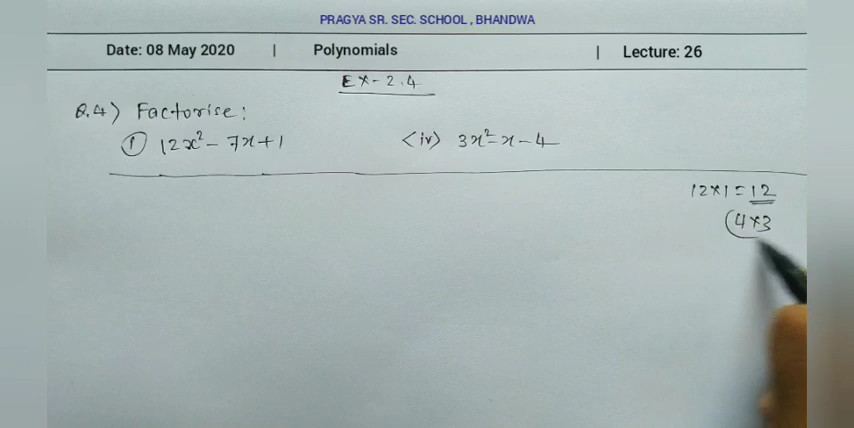 PRAGYA SR. SEC. SCHOOL , BHANDWA
Date: 08 May 2020 | Polynomials | Lecture: 26
Ex - 2.4
Q.4) Factorise:
① 12x² - 7x + 1 <iv> 3x² - x - 4
12 × 1 = 12
(4 × 3